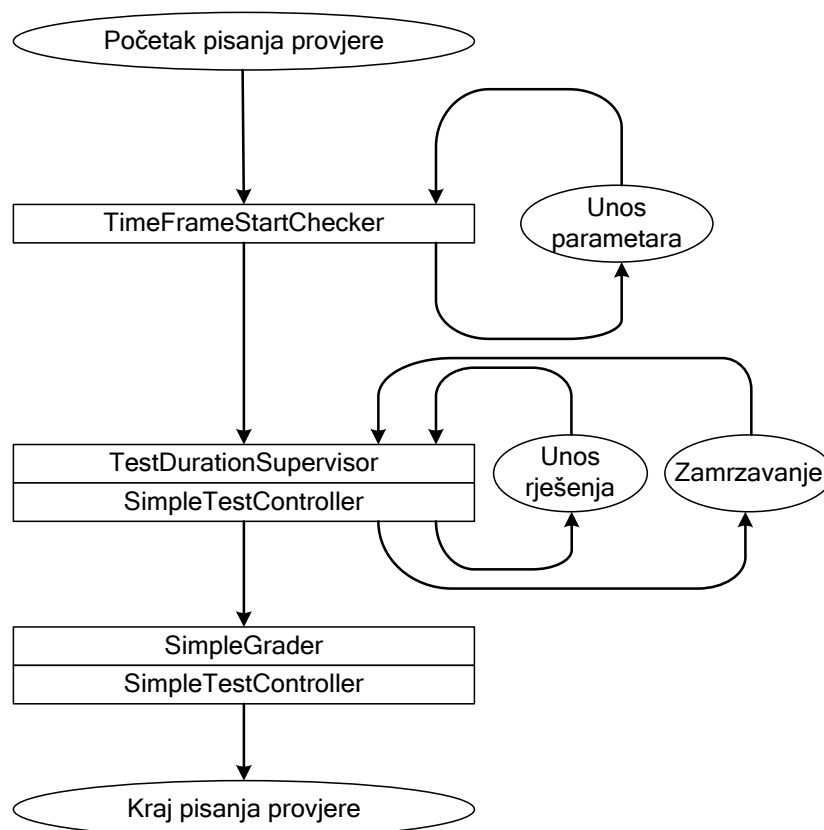 Početak pisanja provjere
TimeFrameStartChecker
Unos
parametara
TestDurationSupervisor
SimpleTestController
Unos
rješenja
Zamrzavanje
SimpleGrader
SimpleTestController
Kraj pisanja provjere